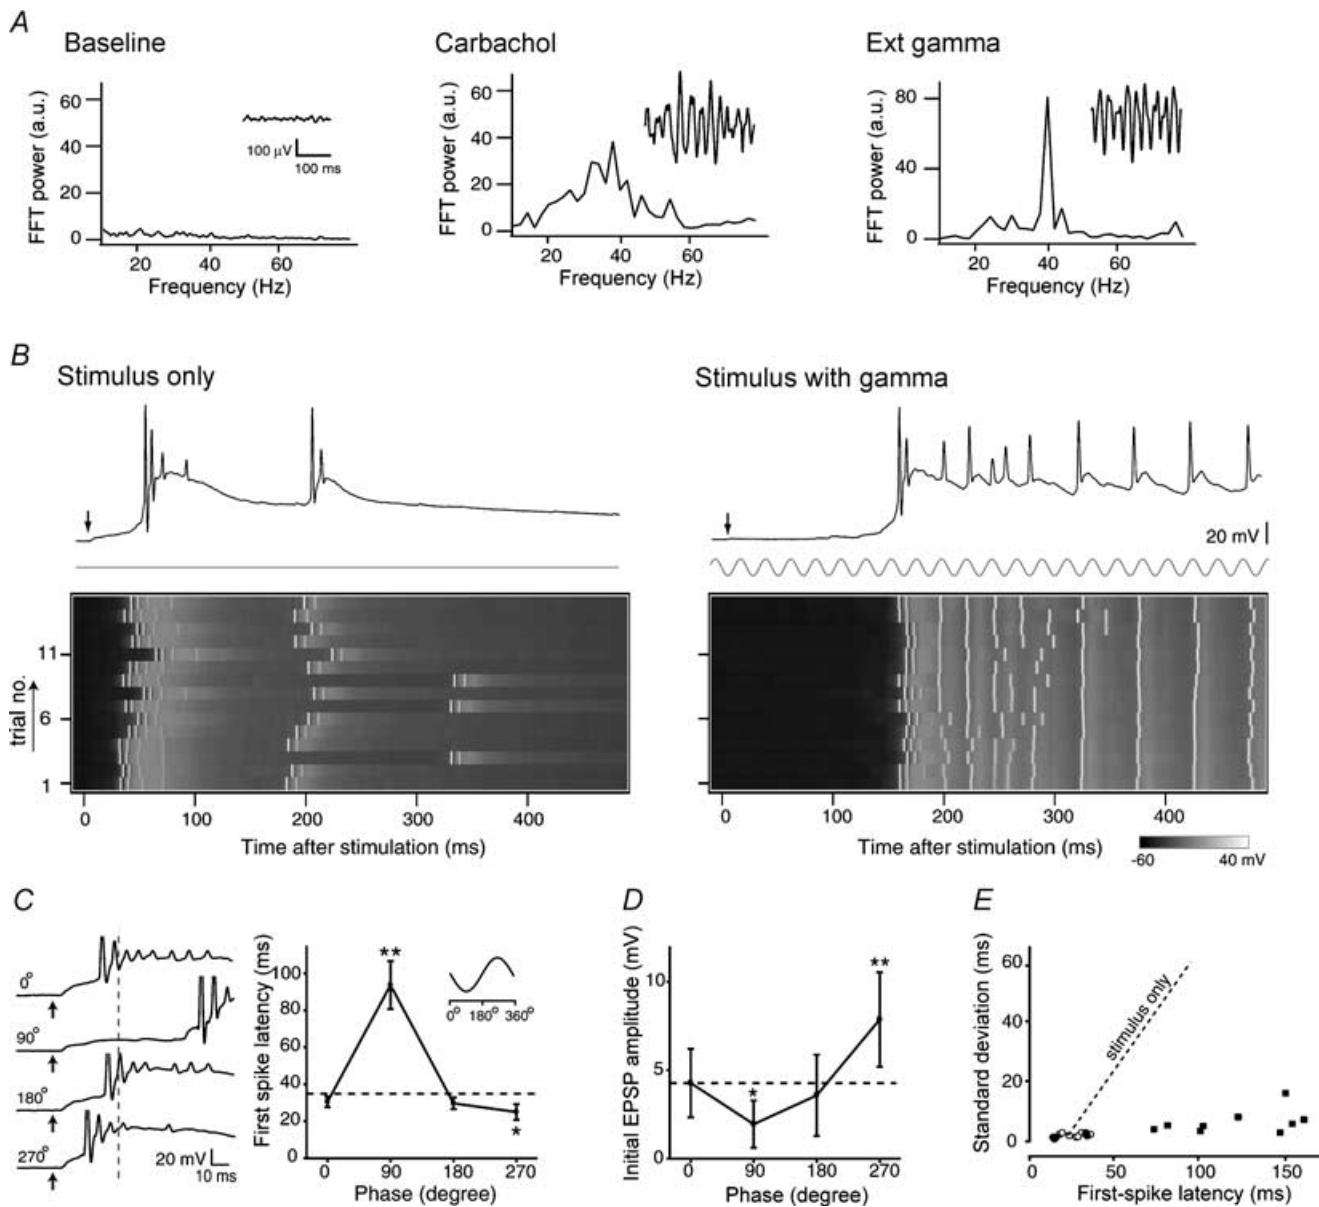 A
Baseline
Carbachol
Ext gamma
FFT power (a.u.)
60
40
20
0
100 μV
100 ms
20
40
60
Frequency (Hz)
FFT power (a.u.)
60
40
20
0
20
40
60
Frequency (Hz)
FFT power (a.u.)
80
40
0
20
40
60
Frequency (Hz)
B
Stimulus only
Stimulus with gamma
20 mV
trial no.
11
6
1
0
100
200
300
400
Time after stimulation (ms)
0
100
200
300
400
Time after stimulation (ms)
-60
40 mV
C
0°
90°
180°
270°
20 mV
10 ms
First spike latency (ms)
100
80
60
40
20
0
**
*
0° 180° 360°
0
90
180
270
Phase (degree)
D
Initial EPSP amplitude (mV)
10
5
0
*
**
0
90
180
270
Phase (degree)
E
Standard deviation (ms)
60
40
20
0
stimulus only
0
50
100
150
First-spike latency (ms)